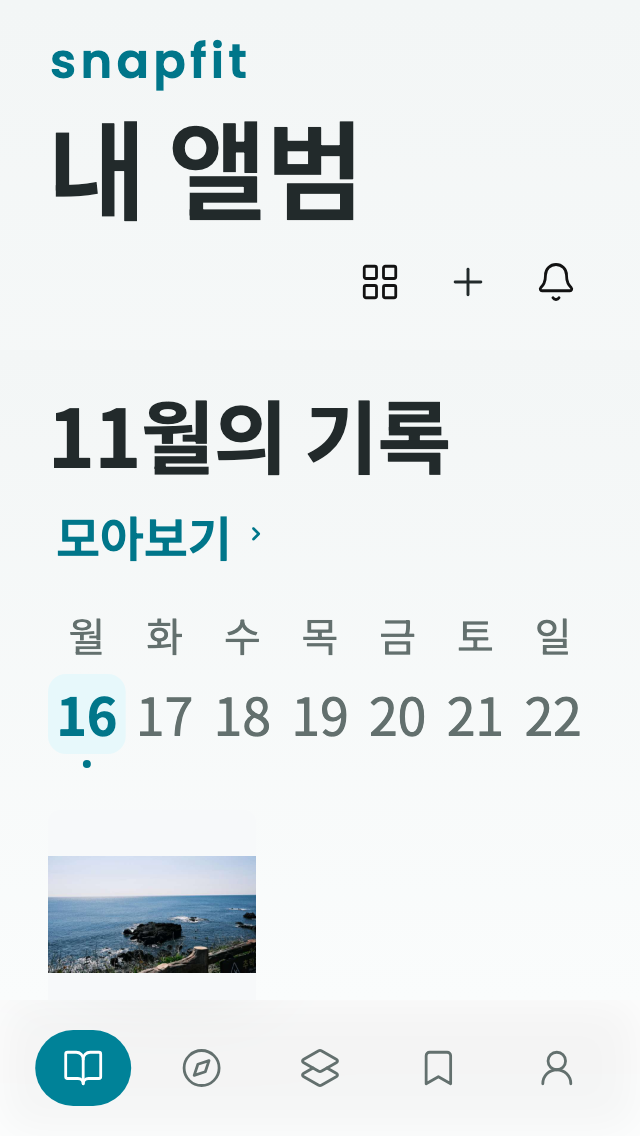 snapfit
내 앨범
11월의 기록
모아보기
월 화 수 목 금 토 일
16 17 18 19 20 21 22